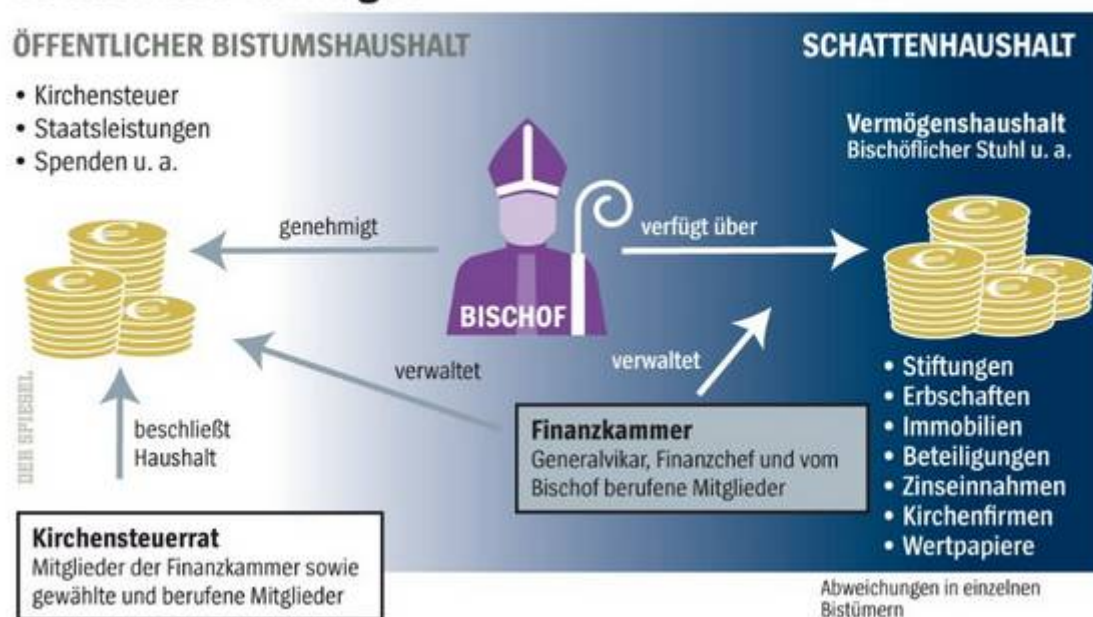 ÖFFENTLICHER BISTUMSHAUSHALT
• Kirchensteuer
• Staatsleistungen
• Spenden u. a.
SCHATTENHAUSHALT
Vermögenshaushalt
Bischöflicher Stuhl u. a.
genehmigt
verfügt über
BISCHOF
verwaltet
verwaltet
beschließt
Haushalt
DER SPIEGEL
Finanzkammer
Generalvikar, Finanzchef und vom
Bischof berufene Mitglieder
• Stiftungen
• Erbschaften
• Immobilien
• Beteiligungen
• Zinseinnahmen
• Kirchenfirmen
• Wertpapiere
Kirchensteuerrat
Mitglieder der Finanzkammer sowie
gewählte und berufene Mitglieder
Abweichungen in einzelnen
Bistümern